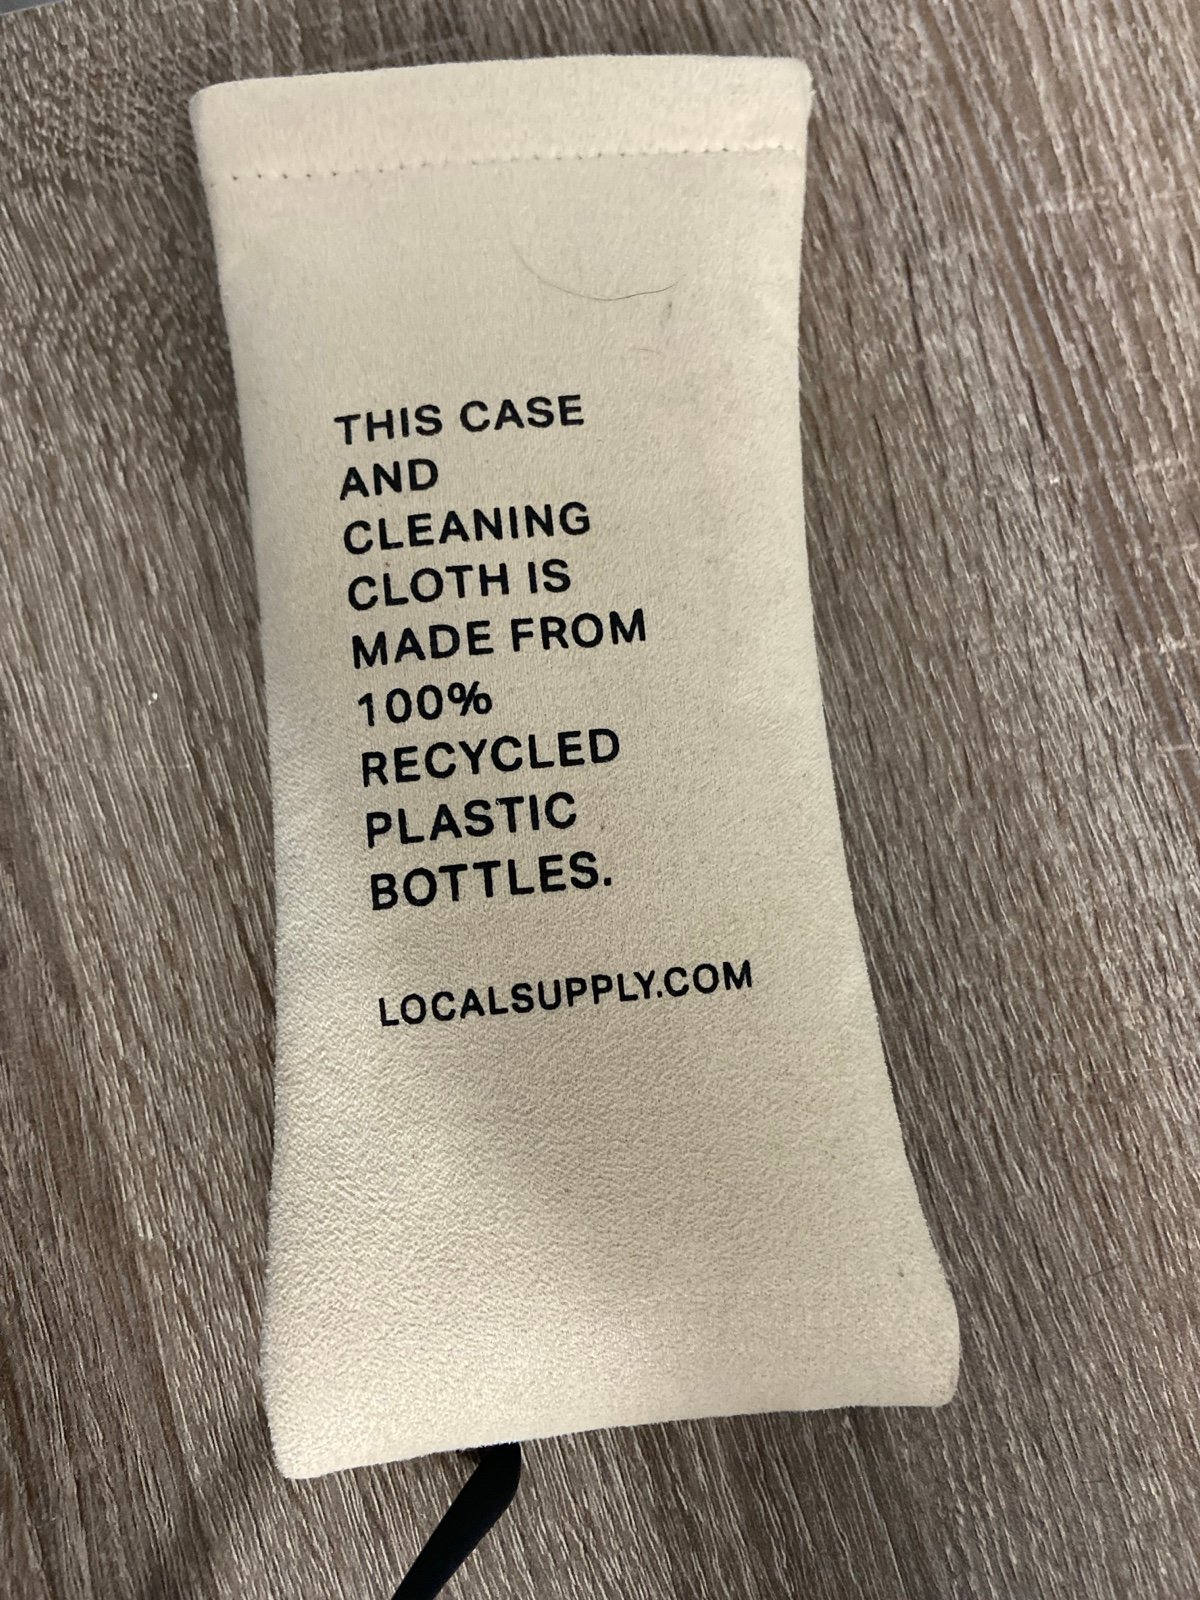 THIS CASE
AND
CLEANING
CLOTH IS
MADE FROM
100%
RECYCLED
PLASTIC
BOTTLES.
LOCALSUPPLY.COM